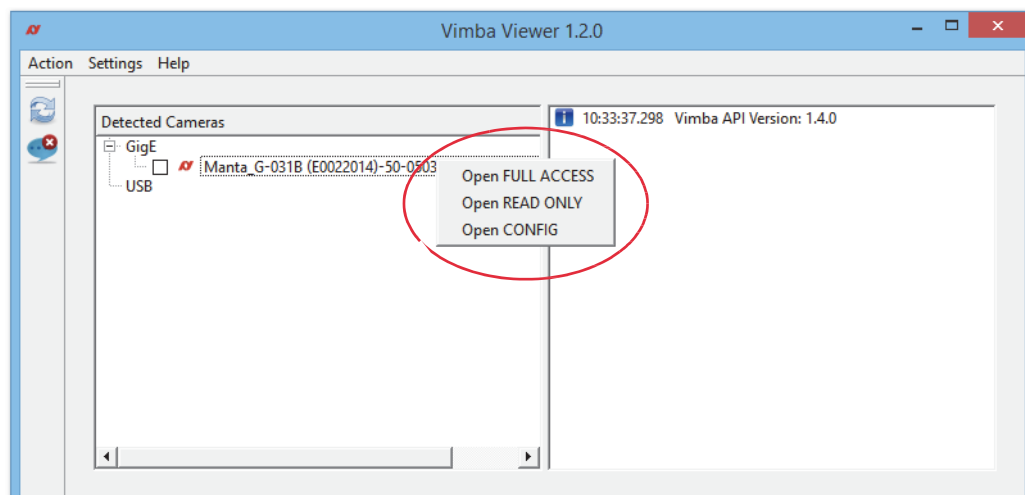 Vimba Viewer 1.2.0
Action Settings Help
Detected Cameras
10:33:37.298 Vimba API Version: 1.4.0
GigE
Manta_G-031B (E0022014)-50-0503
USB
Open FULL ACCESS
Open READ ONLY
Open CONFIG